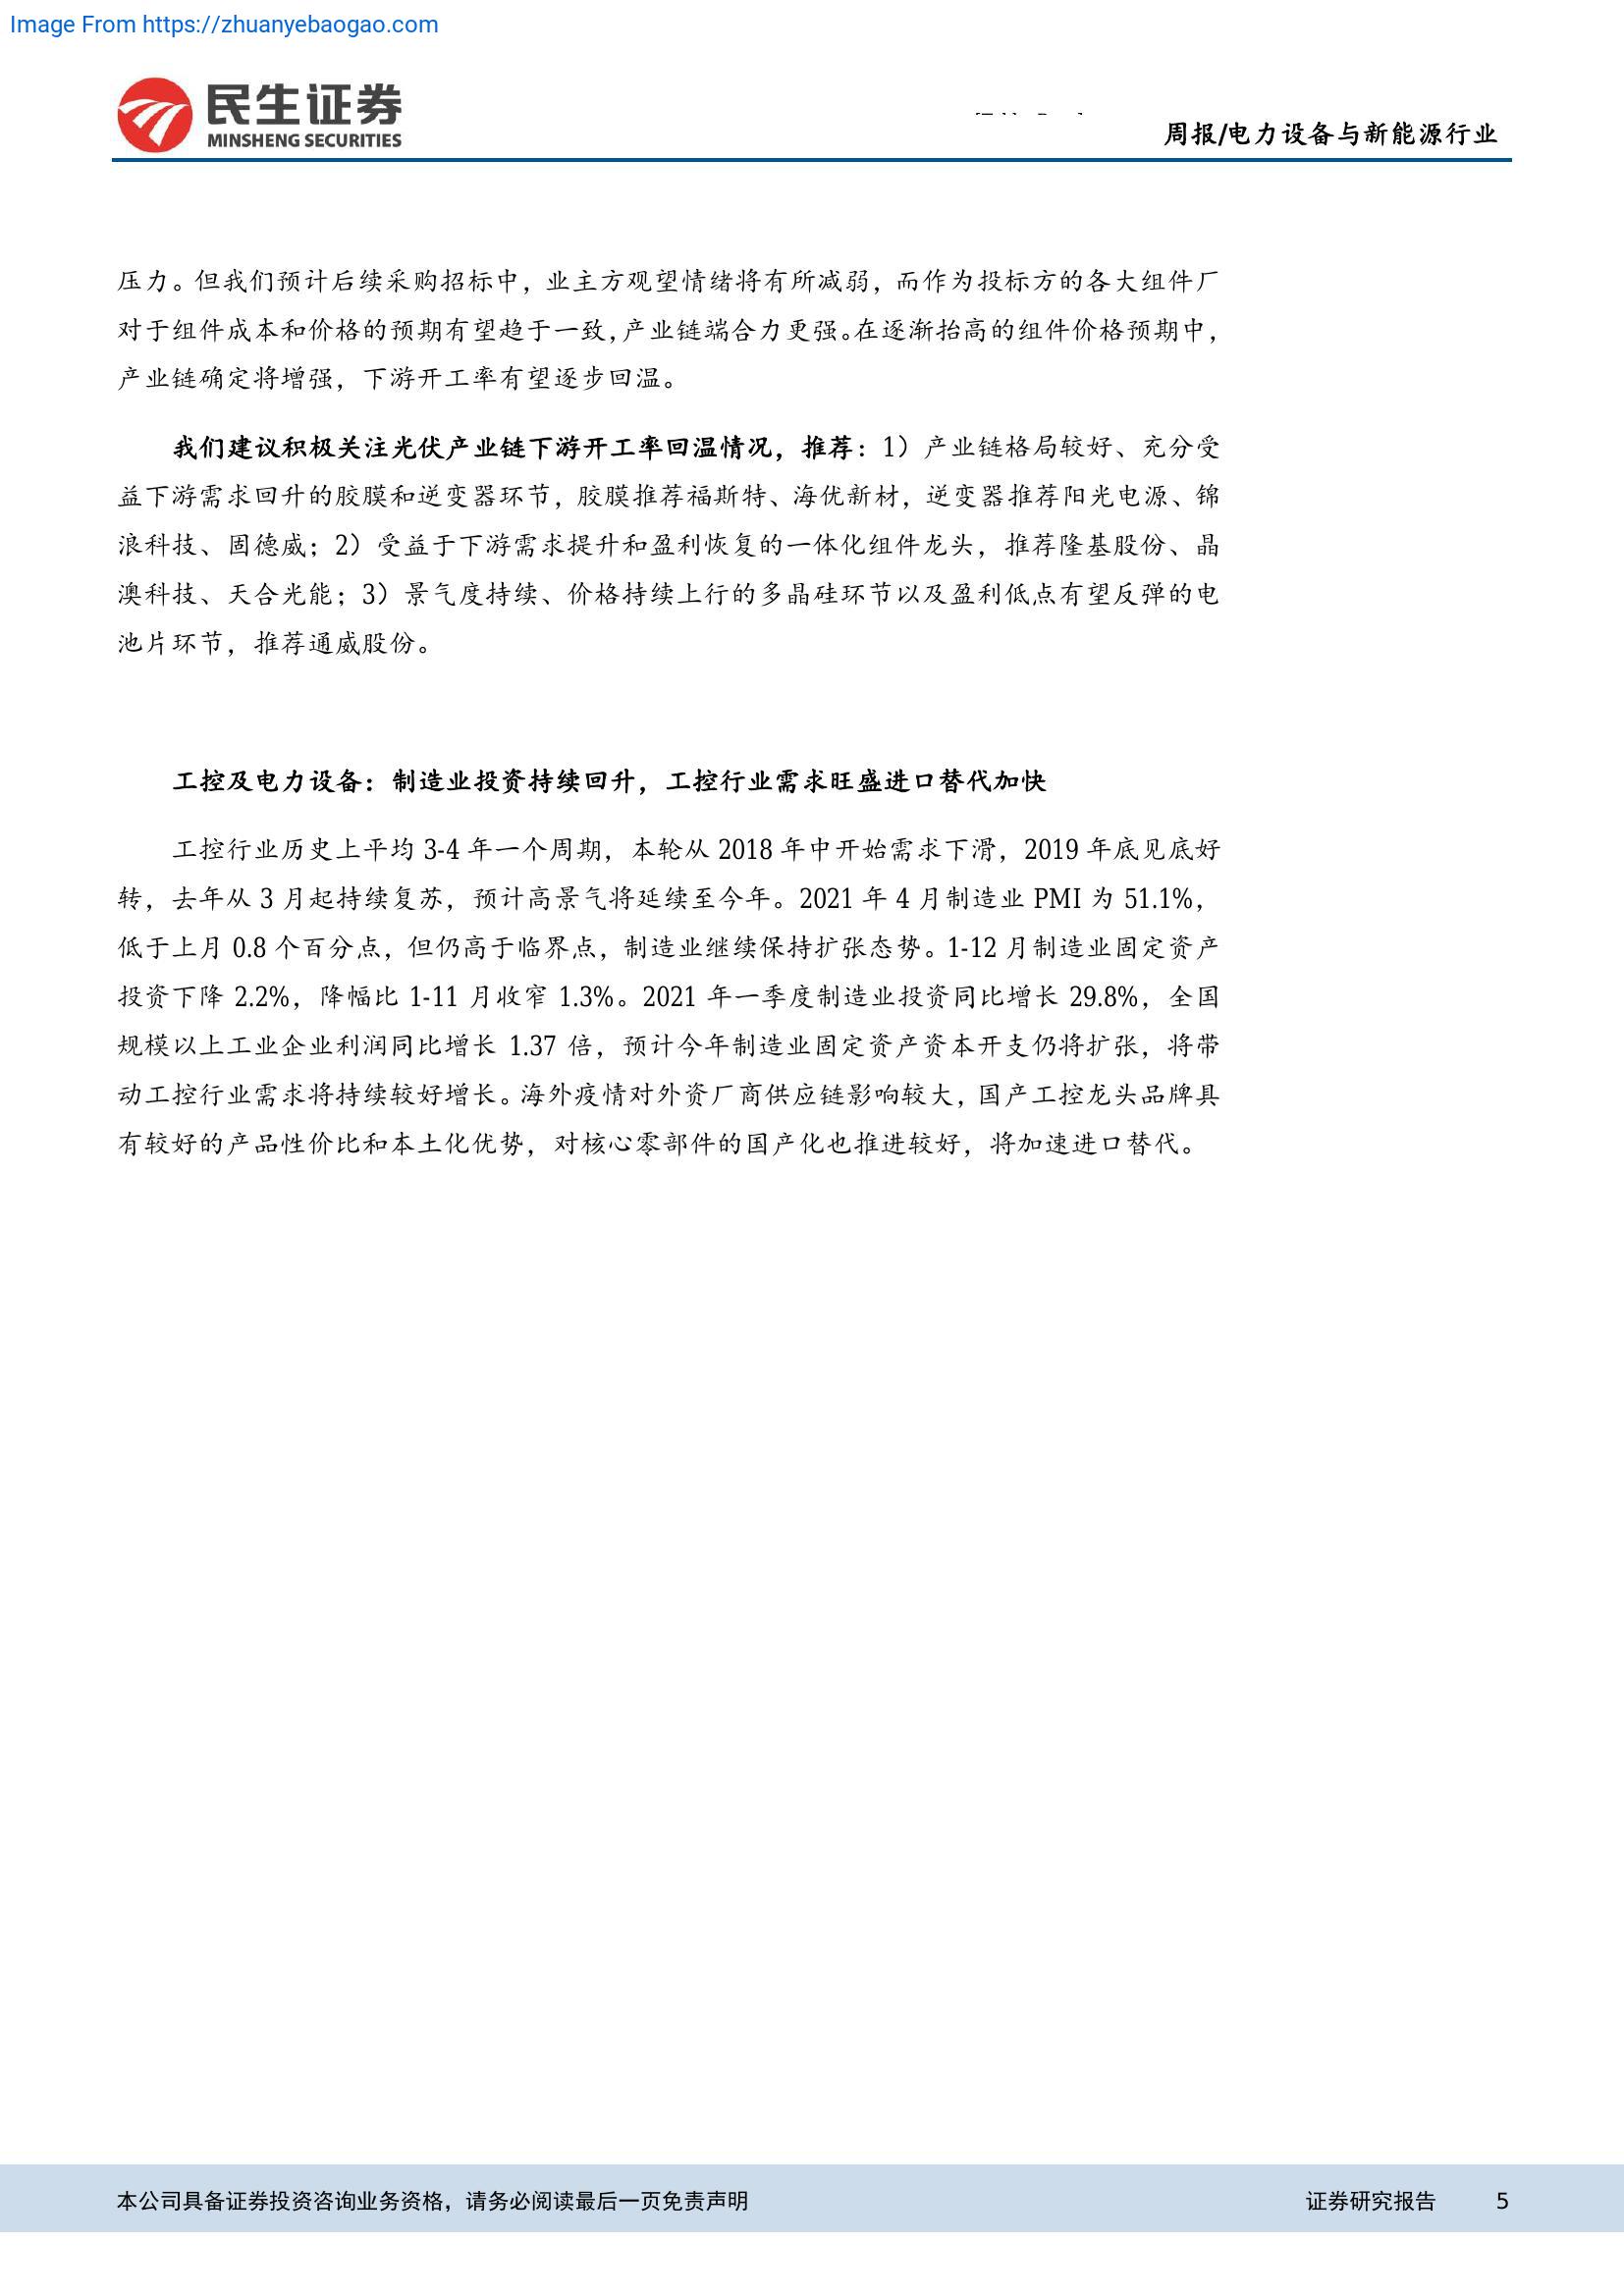 Image From https://zhuanyebaogao.com
民生证券
MINSHENG SECURITIES
周报/电力设备与新能源行业
压力。但我们预计后续采购招标中，业主方观望情绪将有所减弱，而作为投标方的各大组件厂
对于组件成本和价格的预期有望趋于一致，产业链端合力更强。在逐渐抬高的组件价格预期中，
产业链确定将增强，下游开工率有望逐步回温。
我们建议积极关注光伏产业链下游开工率回温情况，推荐：1）产业链格局较好、充分受
益下游需求回升的胶膜和逆变器环节，胶膜推荐福斯特、海优新材，逆变器推荐阳光电源、锦
浪科技、固德威；2）受益于下游需求提升和盈利恢复的一体化组件龙头，推荐隆基股份、晶
澳科技、天合光能；3）景气度持续、价格持续上行的多晶硅环节以及盈利低点有望反弹的电
池片环节，推荐通威股份。
工控及电力设备：制造业投资持续回升，工控行业需求旺盛进口替代加快
工控行业历史上平均 3-4 年一个周期，本轮从 2018 年中开始需求下滑，2019 年底见底好
转，去年从 3 月起持续复苏，预计高景气将延续至今年。2021 年 4 月制造业 PMI 为 51.1%，
低于上月 0.8 个百分点，但仍高于临界点，制造业继续保持扩张态势。1-12 月制造业固定资产
投资下降 2.2%，降幅比 1-11 月收窄 1.3%。2021 年一季度制造业投资同比增长 29.8%，全国
规模以上工业企业利润同比增长 1.37 倍，预计今年制造业固定资产资本开支仍将扩张，将带
动工控行业需求将持续较好增长。海外疫情对外资厂商供应链影响较大，国产工控龙头品牌具
有较好的产品性价比和本土化优势，对核心零部件的国产化也推进较好，将加速进口替代。
本公司具备证券投资咨询业务资格，请务必阅读最后一页免责声明
证券研究报告 5